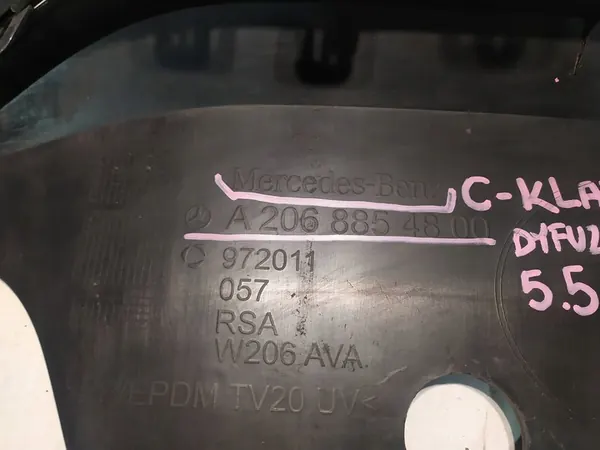 Mercedes-Benz C-KLA
A 206 885 48 00 DYFUZ
972011 5.5
057
RSA
W206 AVA.
EPDM TV20 UV<